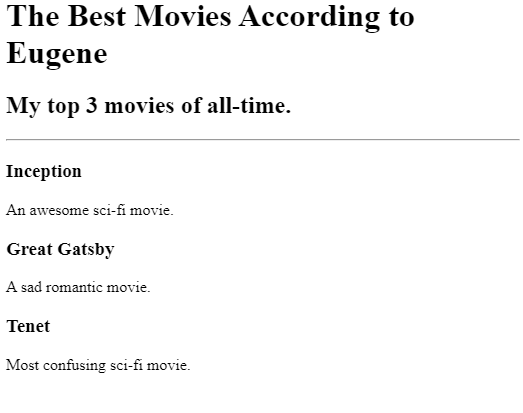 The Best Movies According to
Eugene
My top 3 movies of all-time.
Inception
An awesome sci-fi movie.
Great Gatsby
A sad romantic movie.
Tenet
Most confusing sci-fi movie.